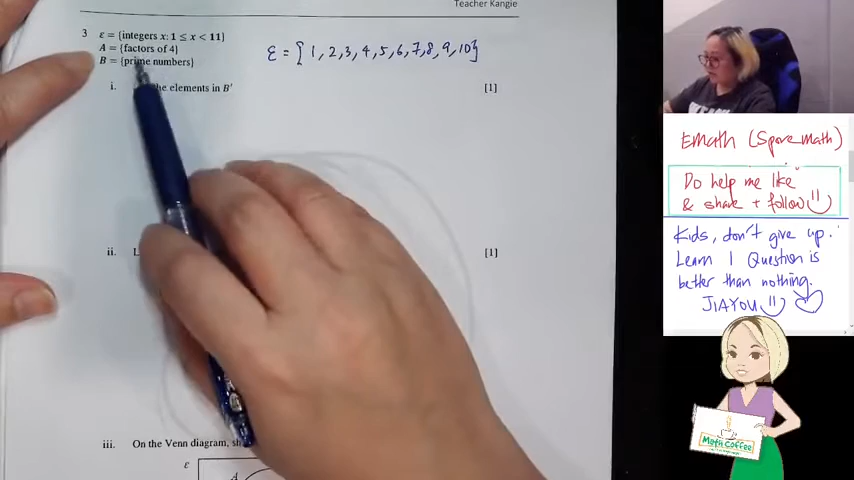 Teacher Kangie
3 ε = {integers x: 1 ≤ x < 11}
A = {factors of 4}
B = {prime numbers}
ε = {1, 2, 3, 4, 5, 6, 7, 8, 9, 10}
i. the elements in B' [1]
ii. [1]
iii. On the Venn diagram,
ε
A
Emath (Spore math)
Do help me like
& share + follow
Kids, don't give up.
Learn 1 Question is
better than nothing.
JIAYOU
Math Coffee